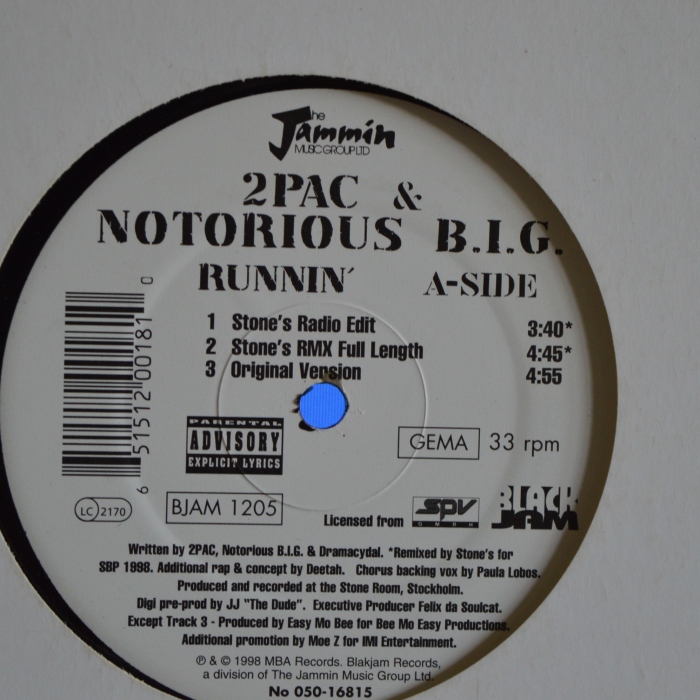 The
Jammin
MUSIC GROUP LTD
2PAC &
NOTORIOUS B.I.G.
RUNNIN´ A-SIDE
1 Stone's Radio Edit 3:40*
2 Stone's RMX Full Length 4:45*
3 Original Version 4:55
6 51512 00181 0
PARENTAL
ADVISORY
EXPLICIT LYRICS
GEMA 33 rpm
LC 2170
BJAM 1205
Licensed from spv
GMBH
BLACK
JAM
Written by 2PAC, Notorious B.I.G. & Dramacydal. *Remixed by Stone's for
SBP 1998. Additional rap & concept by Deetah. Chorus backing vox by Paula Lobos.
Produced and recorded at the Stone Room, Stockholm.
Digi pre-prod by JJ "The Dude". Executive Producer Felix da Soulcat.
Except Track 3 - Produced by Easy Mo Bee for Bee Mo Easy Productions.
Additional promotion by Moe Z for IMI Entertainment.
℗ & © 1998 MBA Records. Blakjam Records,
a division of The Jammin Music Group Ltd.
No 050-16815